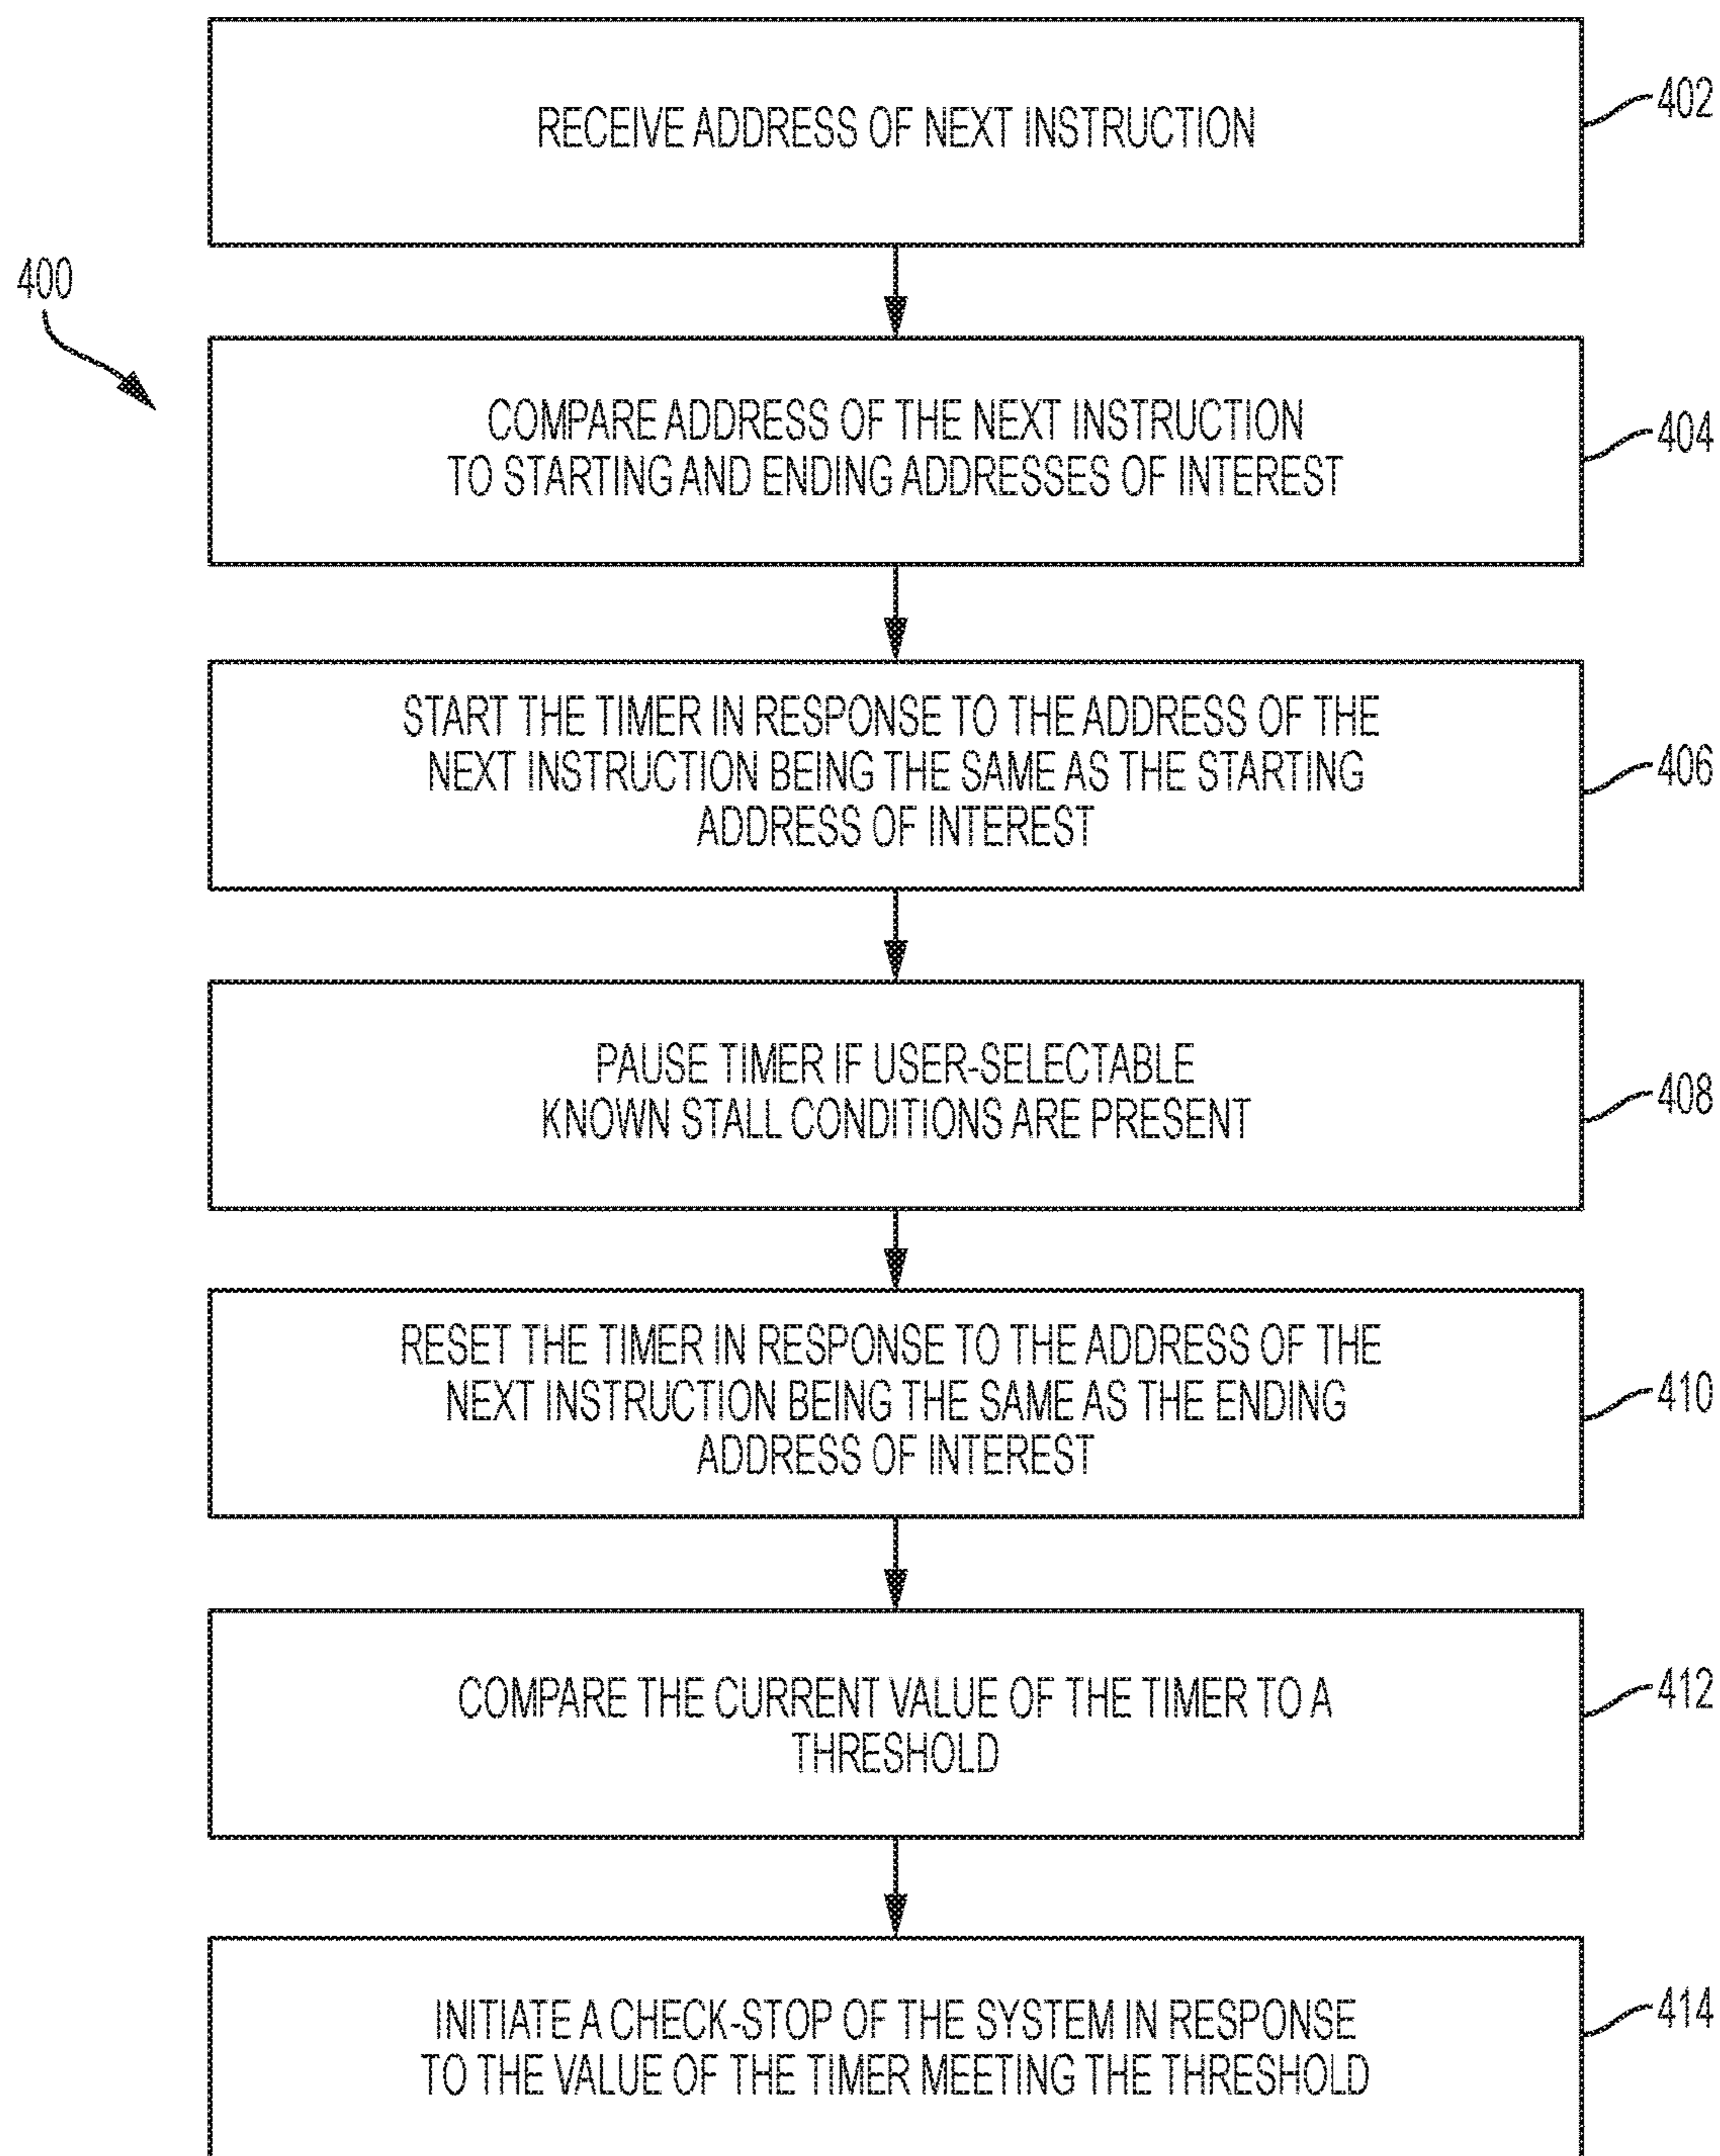 RECEIVE ADDRESS OF NEXT INSTRUCTION
402
400
COMPARE ADDRESS OF THE NEXT INSTRUCTION
TO STARTING AND ENDING ADDRESSES OF INTEREST
404
START THE TIMER IN RESPONSE TO THE ADDRESS OF THE
NEXT INSTRUCTION BEING THE SAME AS THE STARTING
ADDRESS OF INTEREST
406
PAUSE TIMER IF USER-SELECTABLE
KNOWN STALL CONDITIONS ARE PRESENT
408
RESET THE TIMER IN RESPONSE TO THE ADDRESS OF THE
NEXT INSTRUCTION BEING THE SAME AS THE ENDING
ADDRESS OF INTEREST
410
COMPARE THE CURRENT VALUE OF THE TIMER TO A
THRESHOLD
412
INITIATE A CHECK-STOP OF THE SYSTEM IN RESPONSE
TO THE VALUE OF THE TIMER MEETING THE THRESHOLD
414